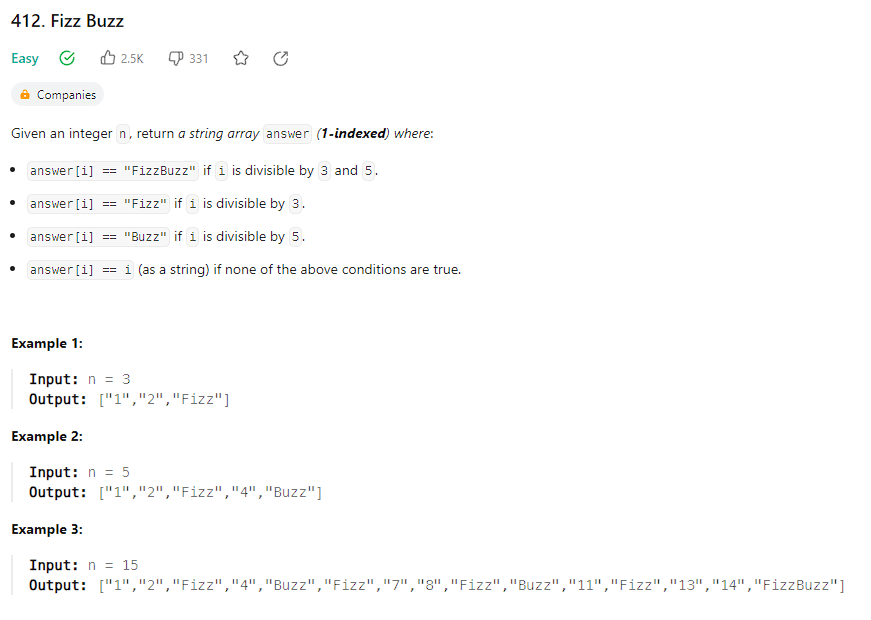 412. Fizz Buzz
Easy 2.5K 331
Companies
Given an integer n, return a string array answer (1-indexed) where:
• answer[i] == "FizzBuzz" if i is divisible by 3 and 5.
• answer[i] == "Fizz" if i is divisible by 3.
• answer[i] == "Buzz" if i is divisible by 5.
• answer[i] == i (as a string) if none of the above conditions are true.
Example 1:
Input: n = 3
Output: ["1","2","Fizz"]
Example 2:
Input: n = 5
Output: ["1","2","Fizz","4","Buzz"]
Example 3:
Input: n = 15
Output: ["1","2","Fizz","4","Buzz","Fizz","7","8","Fizz","Buzz","11","Fizz","13","14","FizzBuzz"]